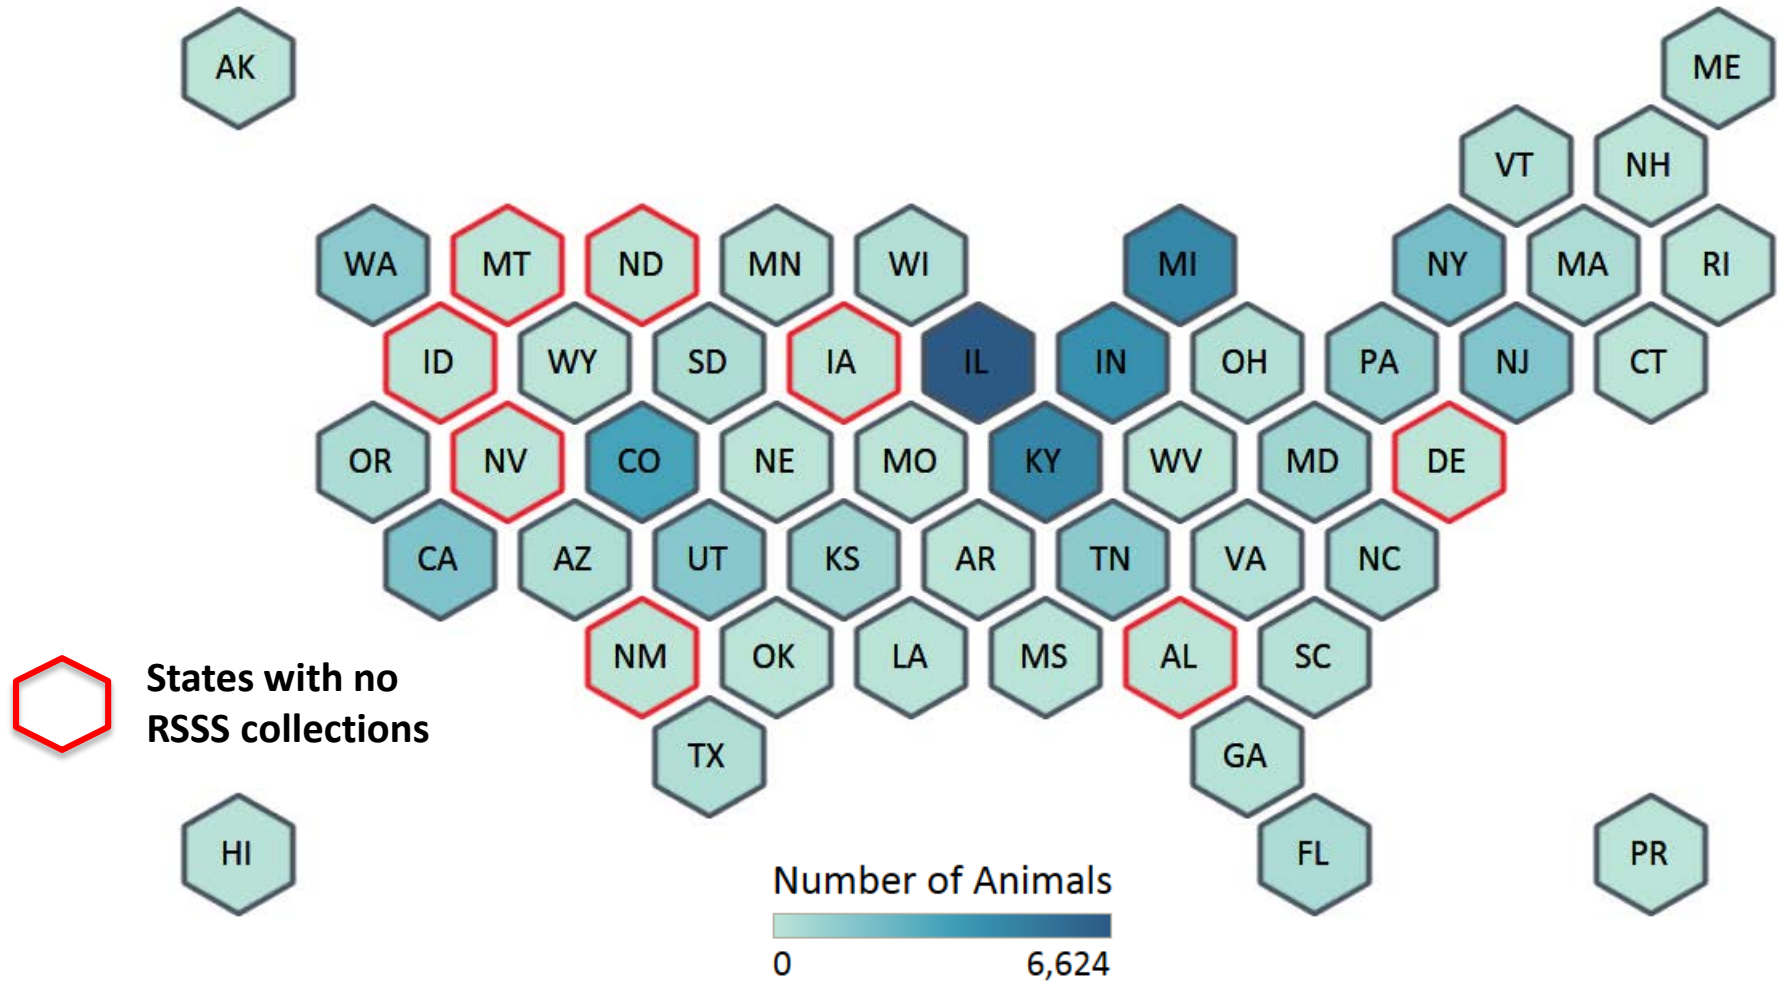 AK
ME
VT
NH
WA
MT
ND
MN
WI
MI
NY
MA
RI
ID
WY
SD
IA
IL
IN
OH
PA
NJ
CT
OR
NV
CO
NE
MO
KY
WV
MD
DE
CA
AZ
UT
KS
AR
TN
VA
NC
NM
OK
LA
MS
AL
SC
States with no
RSSS collections
TX
GA
HI
FL
PR
Number of Animals
0
6,624